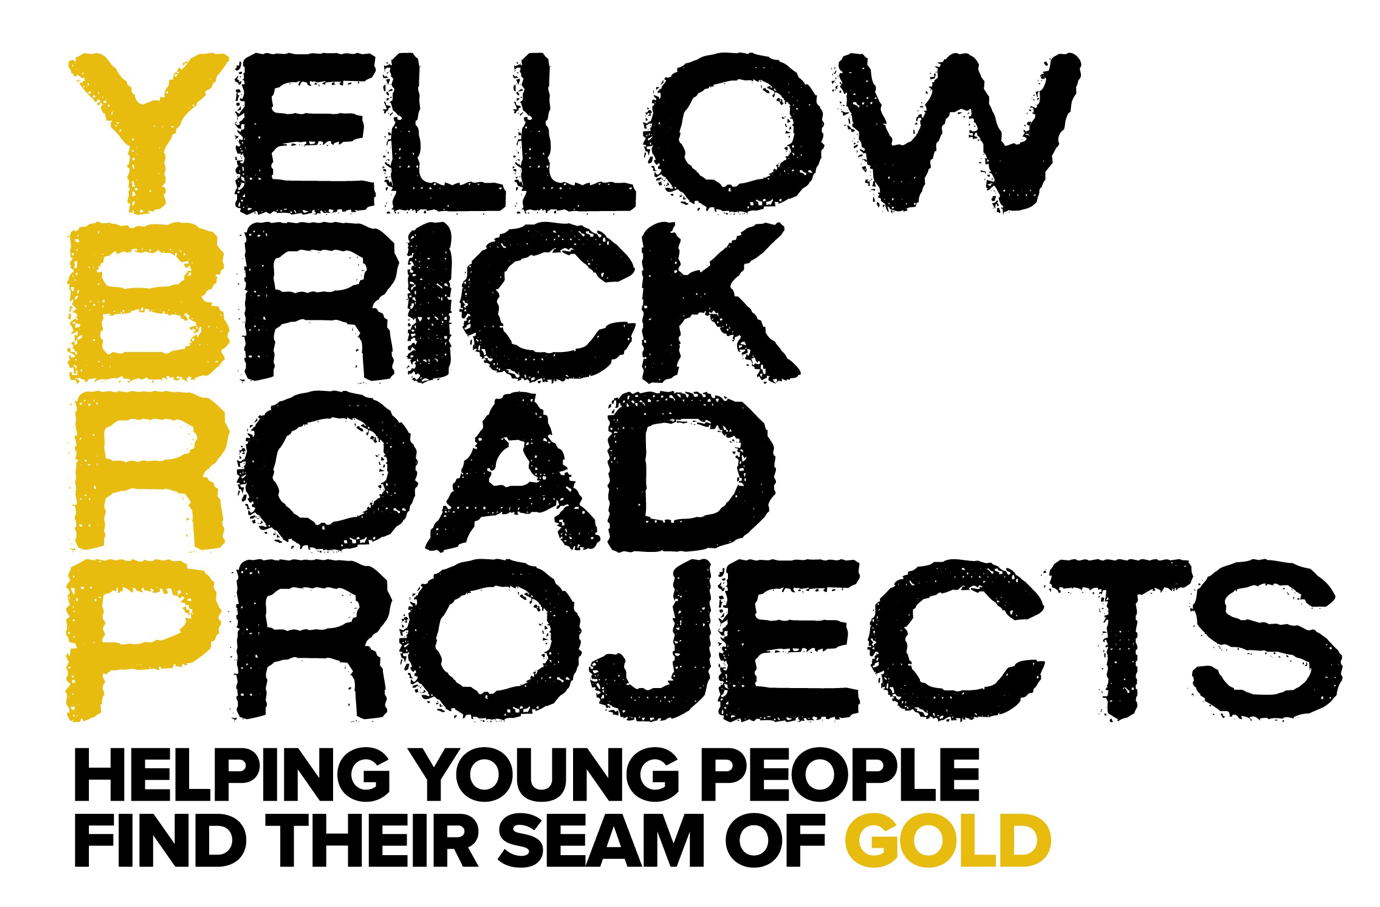 YELLOW
BRICK
ROAD
PROJECTS
HELPING YOUNG PEOPLE
FIND THEIR SEAM OF GOLD